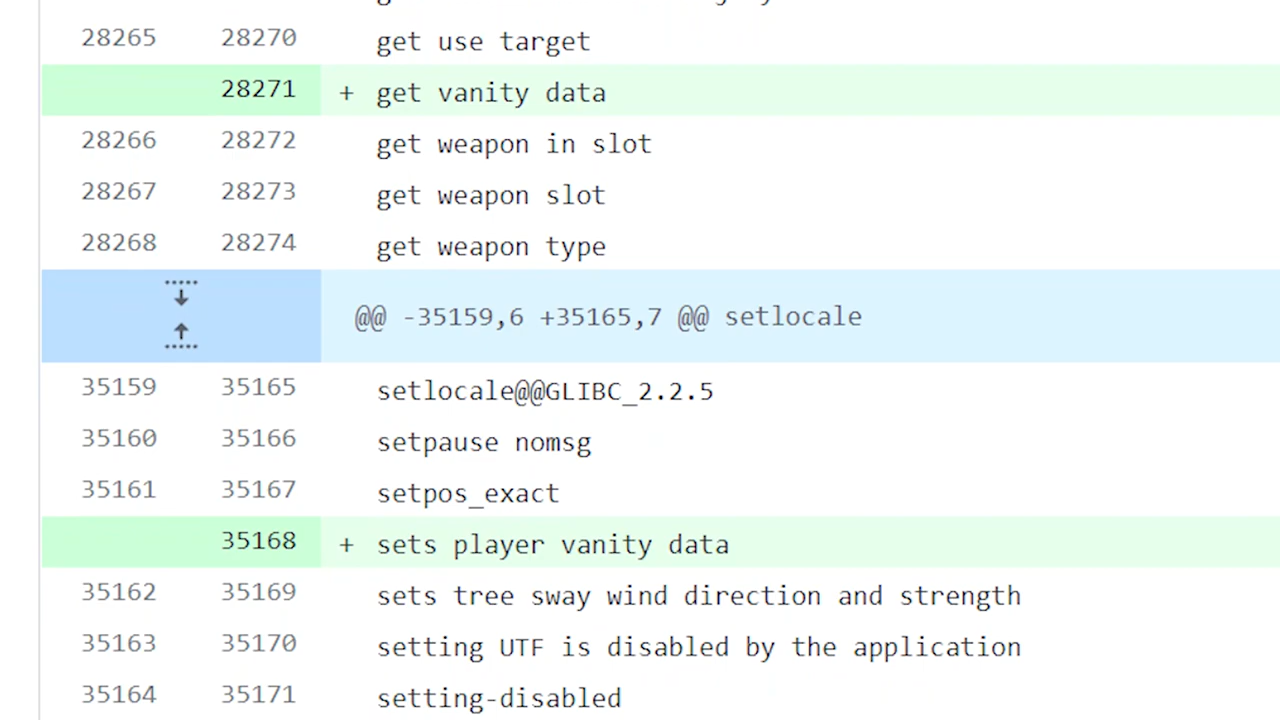 28265 28270 get use target
28271 + get vanity data
28266 28272 get weapon in slot
28267 28273 get weapon slot
28268 28274 get weapon type
@@ -35159,6 +35165,7 @@ setlocale
35159 35165 setlocale@@GLIBC_2.2.5
35160 35166 setpause nomsg
35161 35167 setpos_exact
35168 + sets player vanity data
35162 35169 sets tree sway wind direction and strength
35163 35170 setting UTF is disabled by the application
35164 35171 setting-disabled